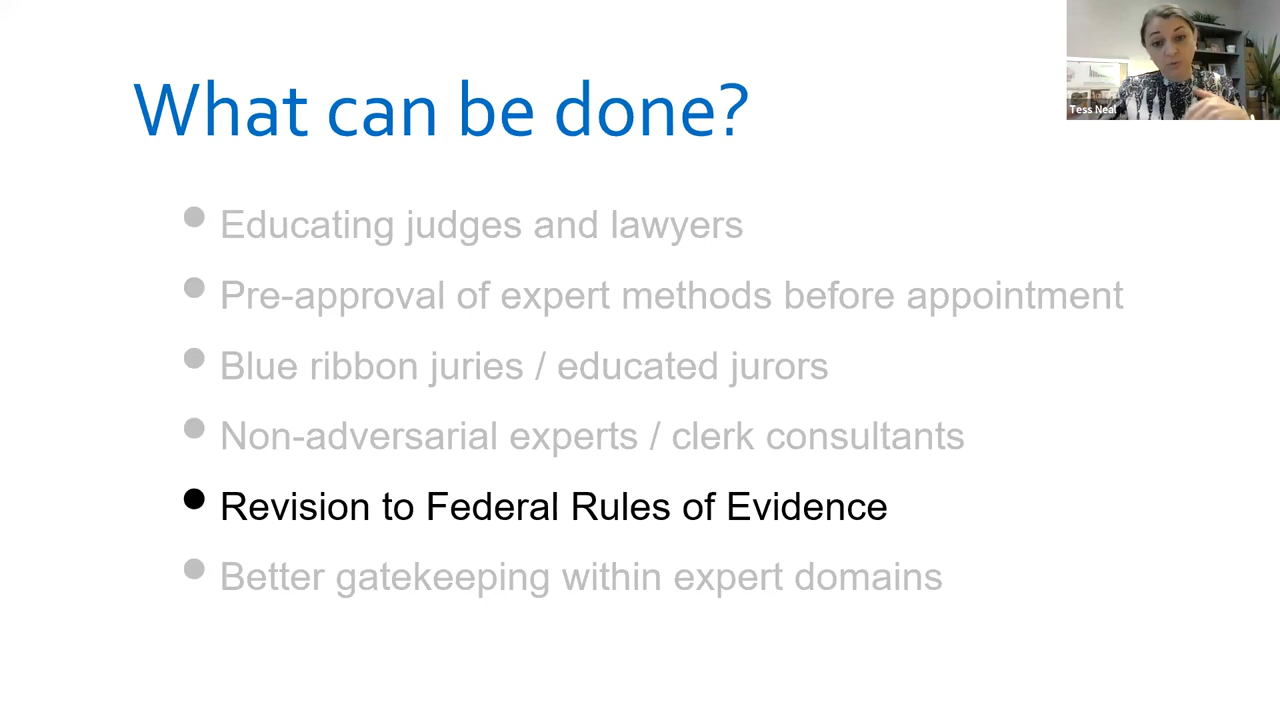 What can be done?
Tess Neal
• Educating judges and lawyers
• Pre-approval of expert methods before appointment
• Blue ribbon juries / educated jurors
• Non-adversarial experts / clerk consultants
• Revision to Federal Rules of Evidence
• Better gatekeeping within expert domains